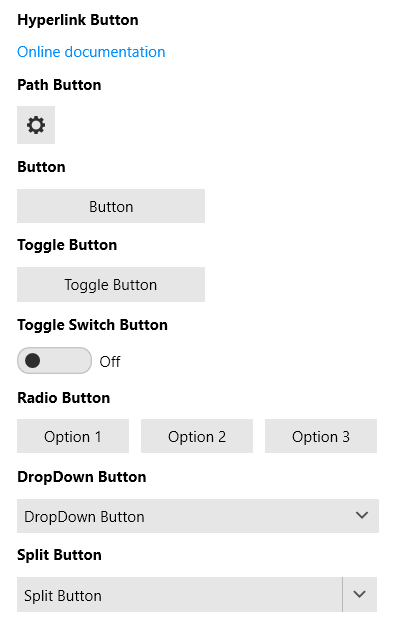 Hyperlink Button
Online documentation
Path Button
Button
Button
Toggle Button
Toggle Button
Toggle Switch Button
Off
Radio Button
Option 1 Option 2 Option 3
DropDown Button
DropDown Button
Split Button
Split Button